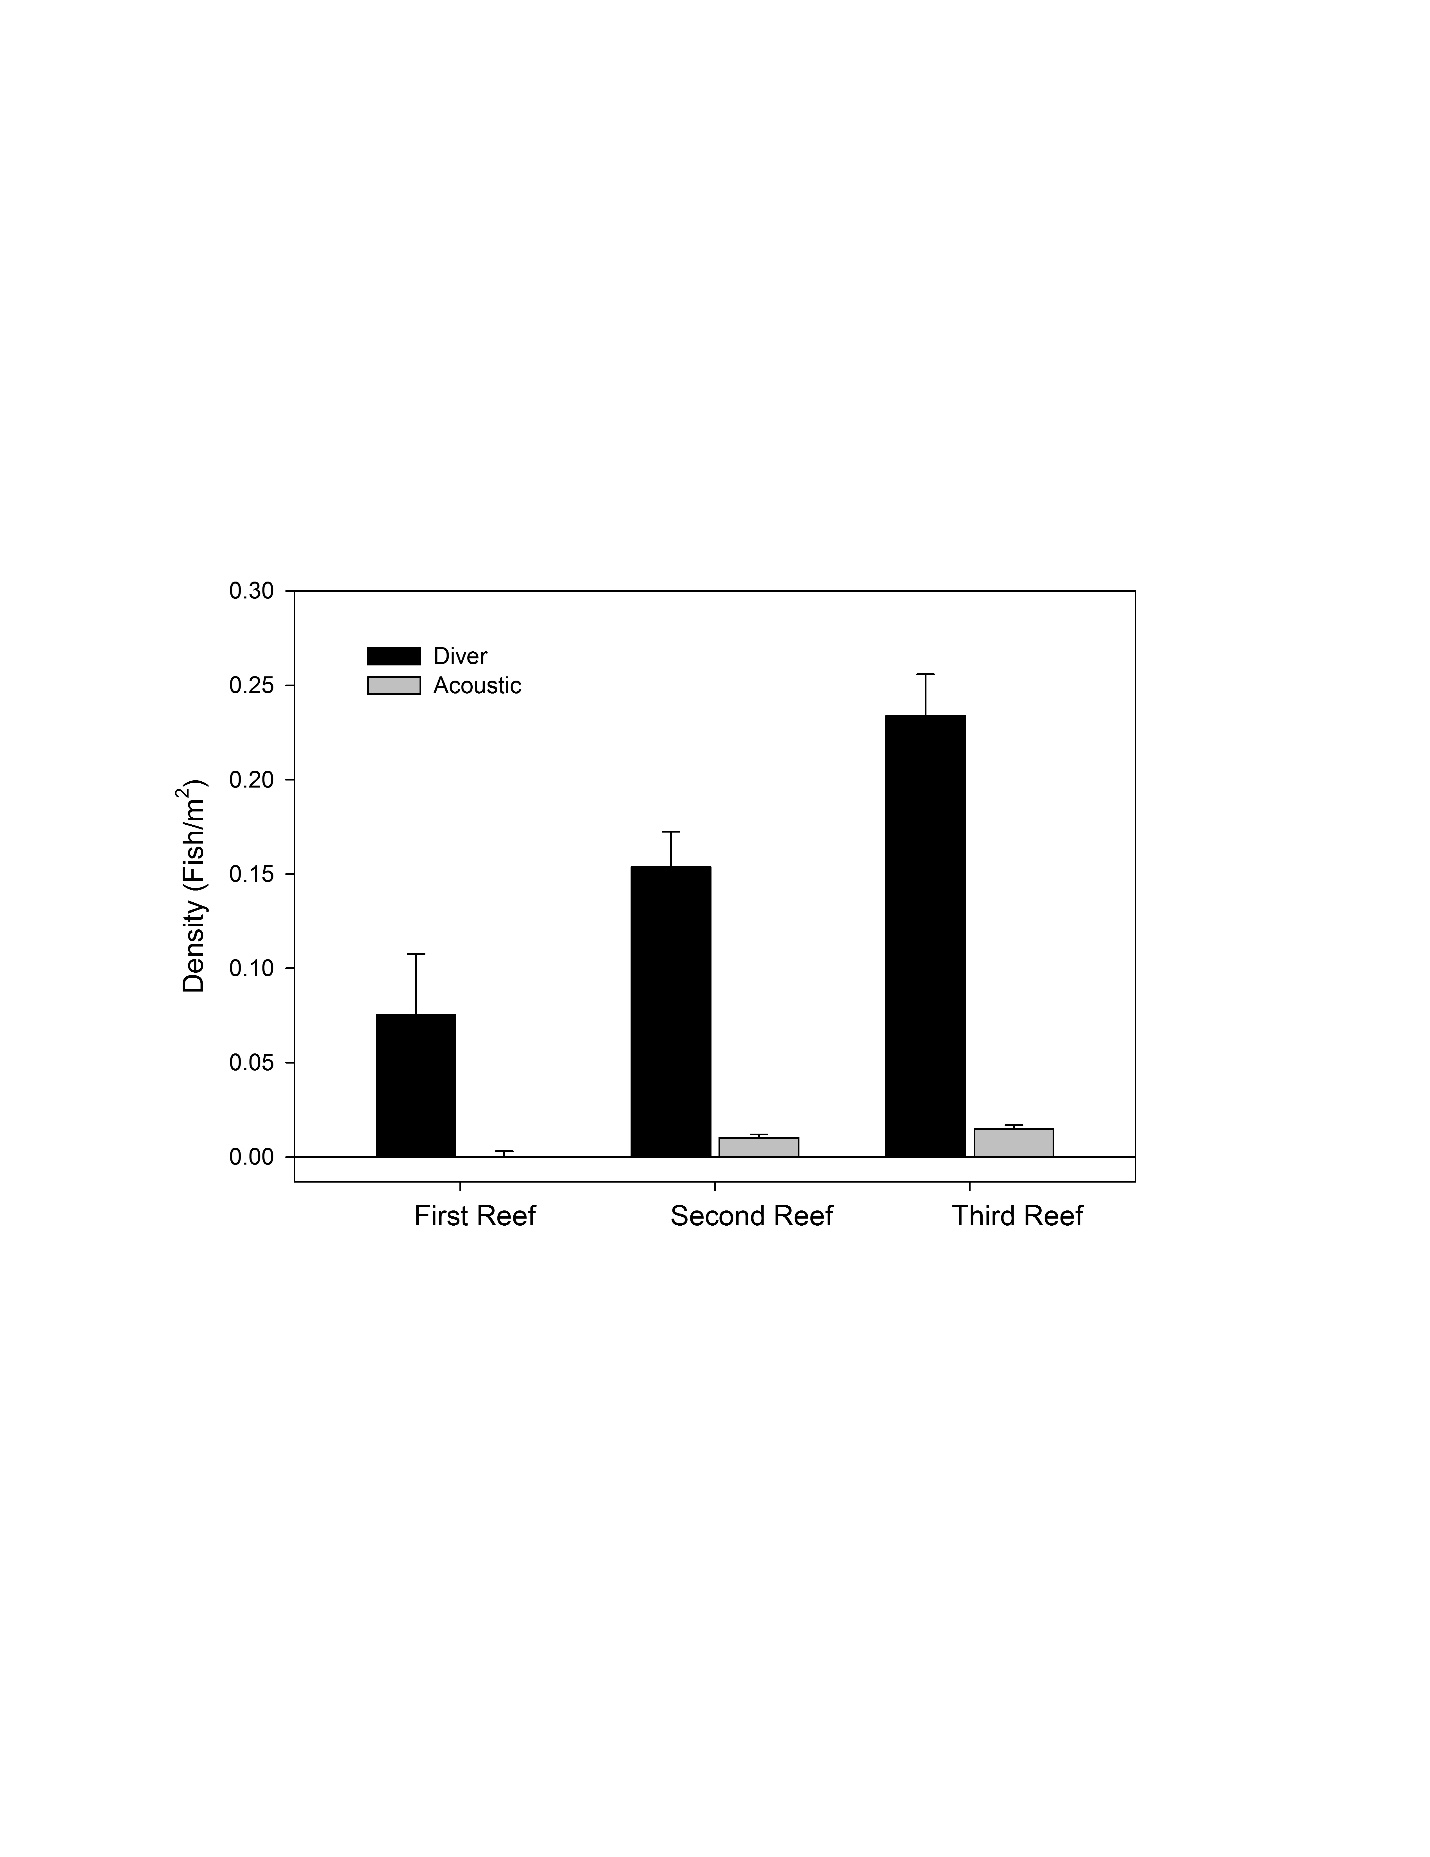 0.30
Diver
Acoustic
0.25
0.20
0.15
0.10
0.05
0.00
Density (Fish/m²)
First Reef
Second Reef
Third Reef